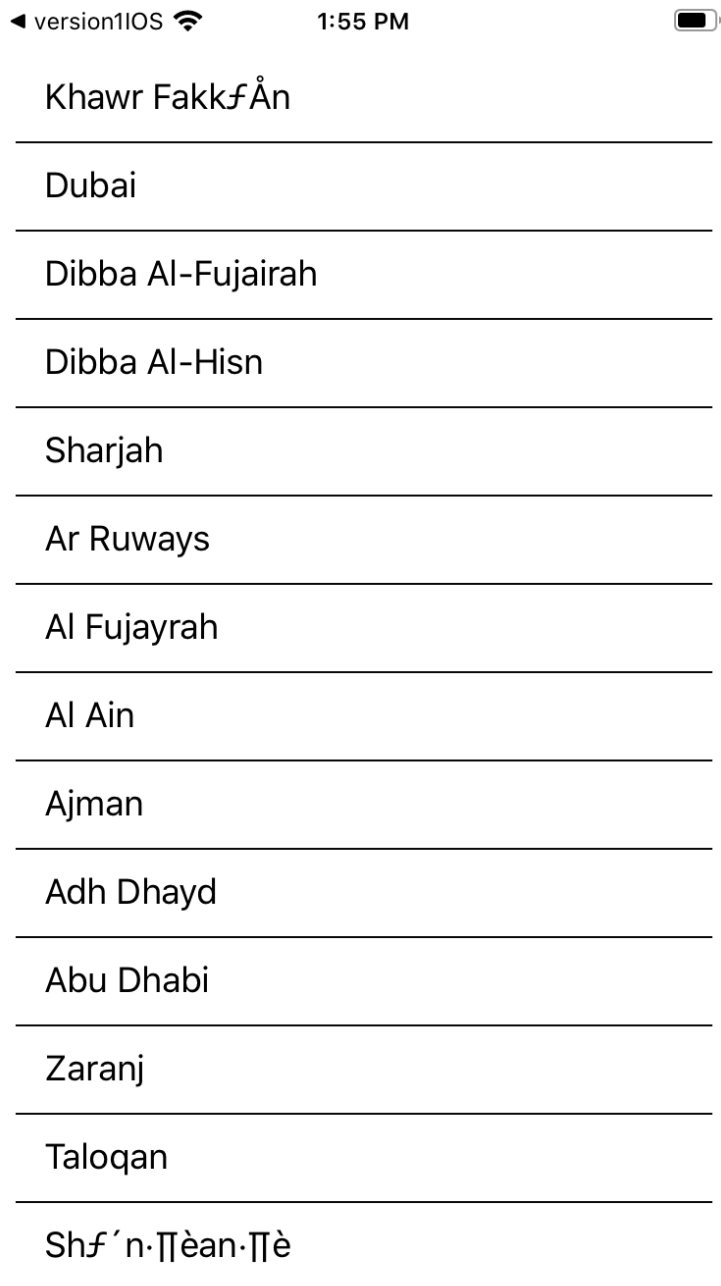 ◀ version1IOS 1:55 PM
Khawr FakkƒÅn
Dubai
Dibba Al-Fujairah
Dibba Al-Hisn
Sharjah
Ar Ruways
Al Fujayrah
Al Ain
Ajman
Adh Dhayd
Abu Dhabi
Zaranj
Taloqan
Shƒ´n·∏èan·∏è